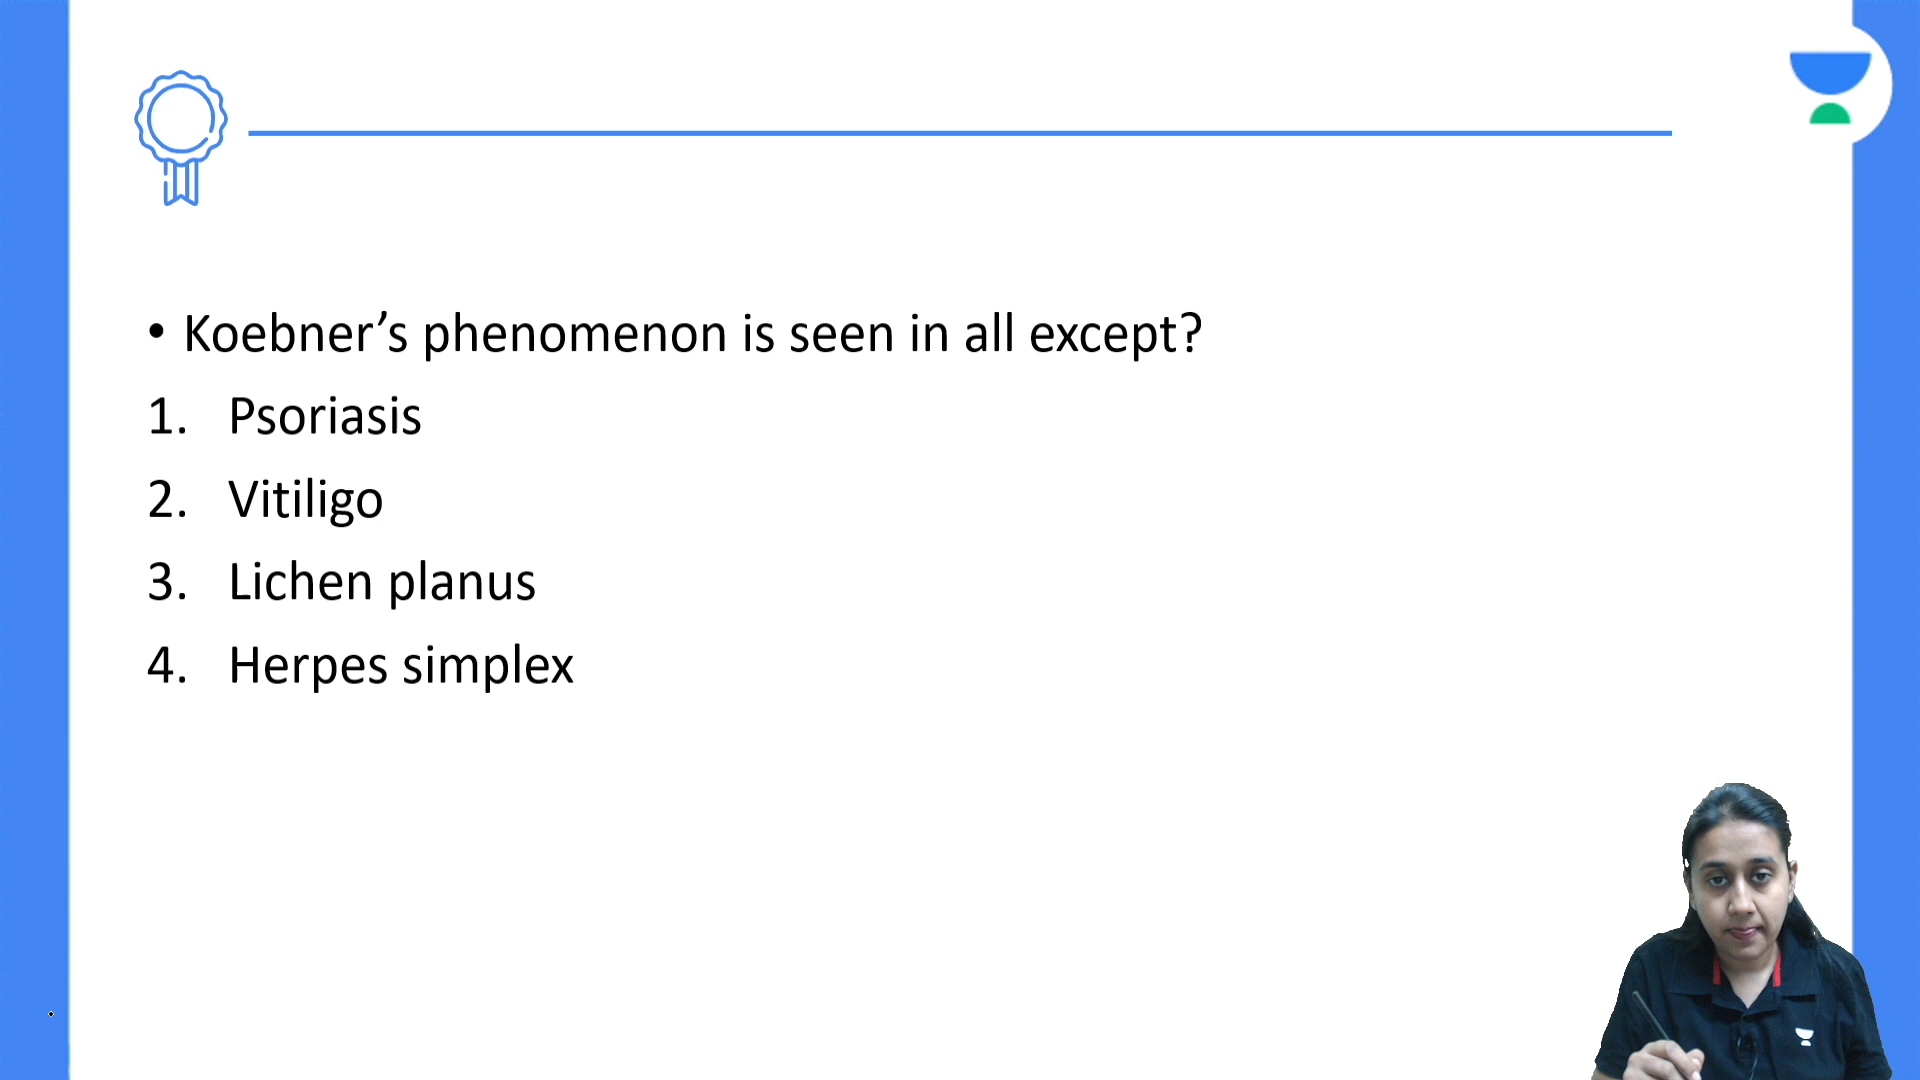 • Koebner’s phenomenon is seen in all except?
1. Psoriasis
2. Vitiligo
3. Lichen planus
4. Herpes simplex